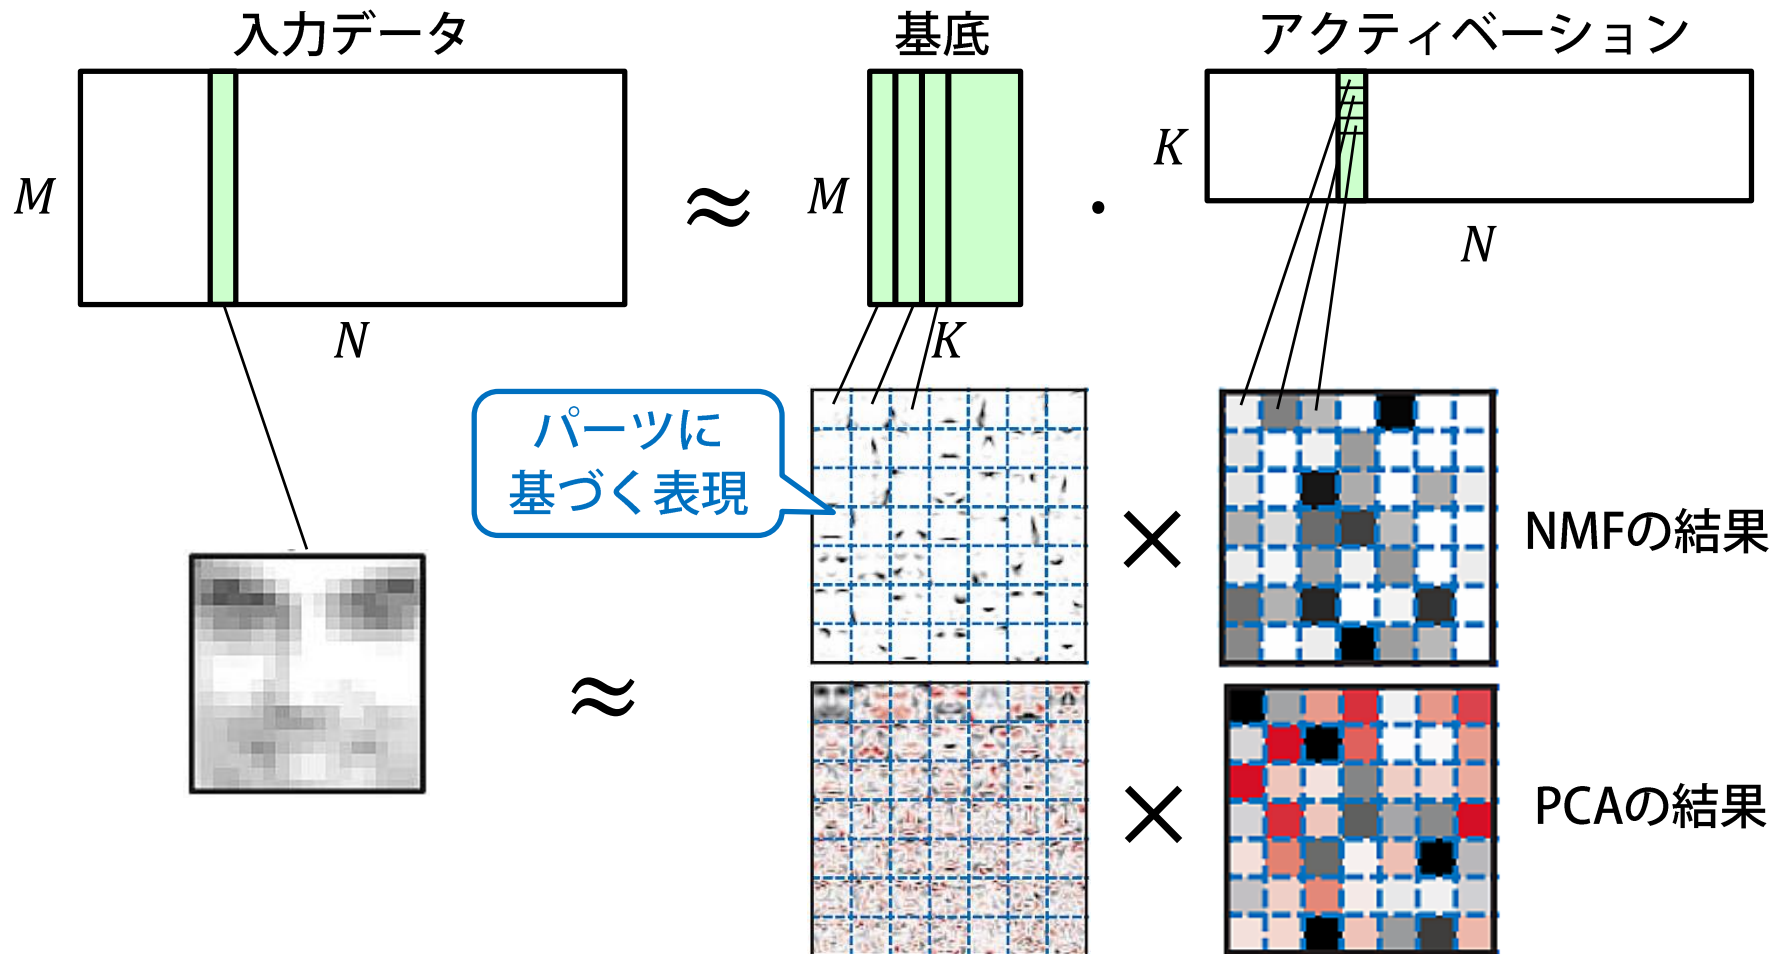 入力データ
基底
アクティベーション
M
N
≈
M
K
·
K
N
パーツに
基づく表現
×
NMFの結果
≈
×
PCAの結果